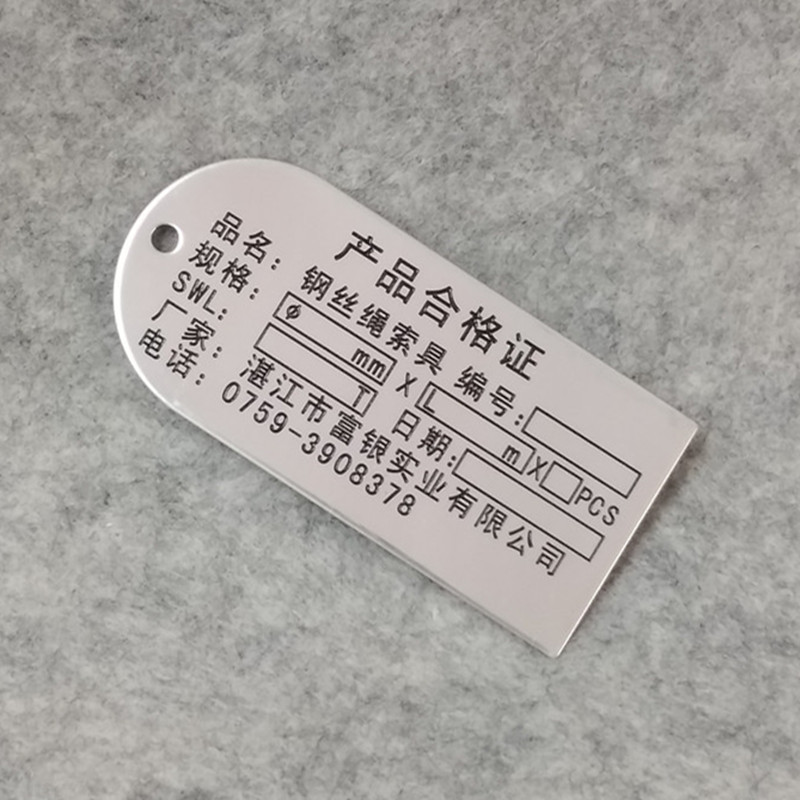 产品合格证
品名: 钢丝绳索具 编号:
规格: φ mm X L m X PCS
SWL: T 日期:
厂家: 湛江市富银实业有限公司
电话: 0759-3908378